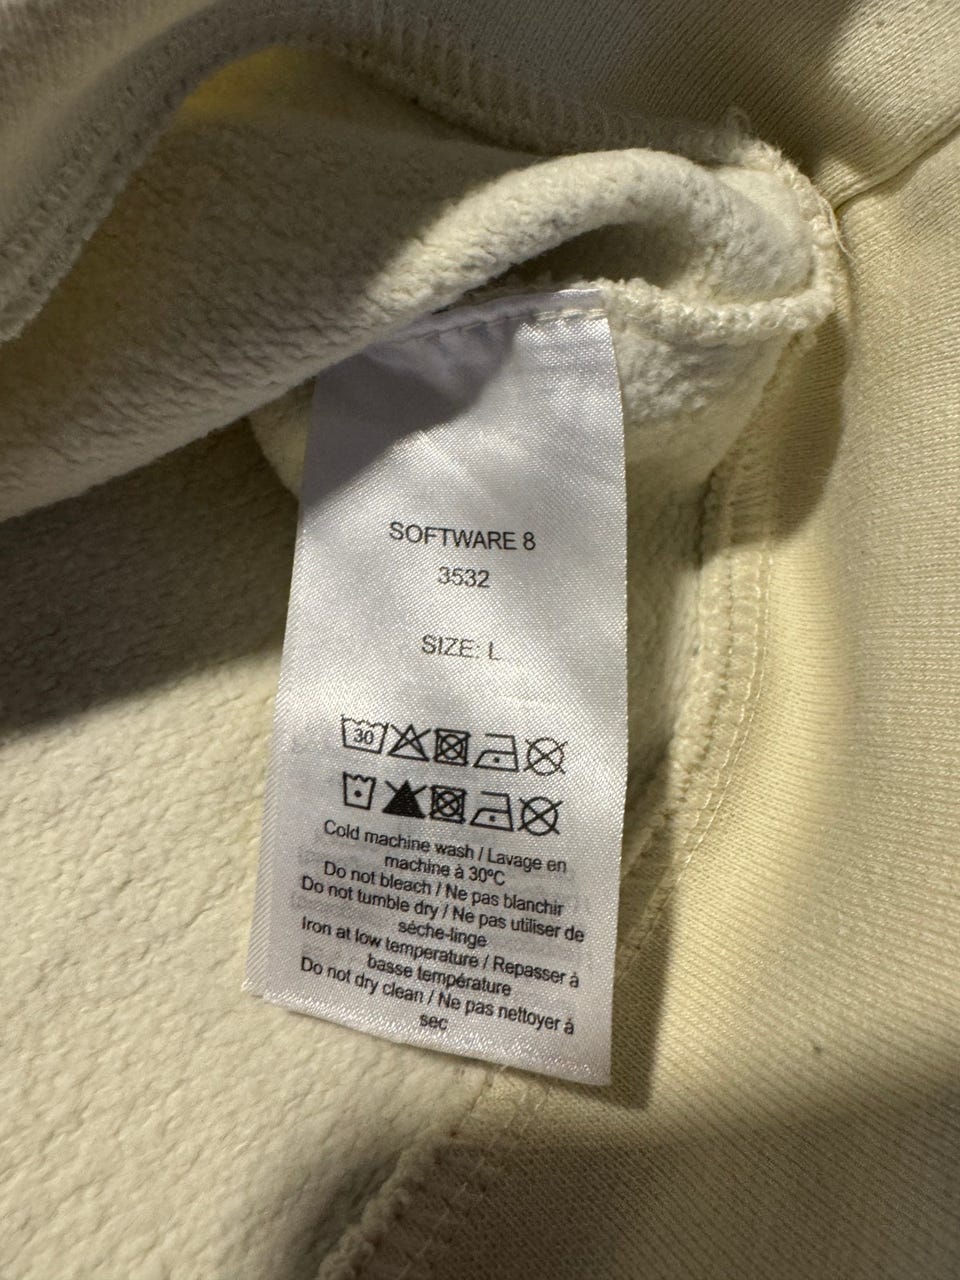 SOFTWARE 8
3532
SIZE: L
30
Cold machine wash / Lavage en
machine à 30ºC
Do not bleach / Ne pas blanchir
Do not tumble dry / Ne pas utiliser de
séche-linge
Iron at low temperature / Repasser à
basse température
Do not dry clean / Ne pas nettoyer à
sec